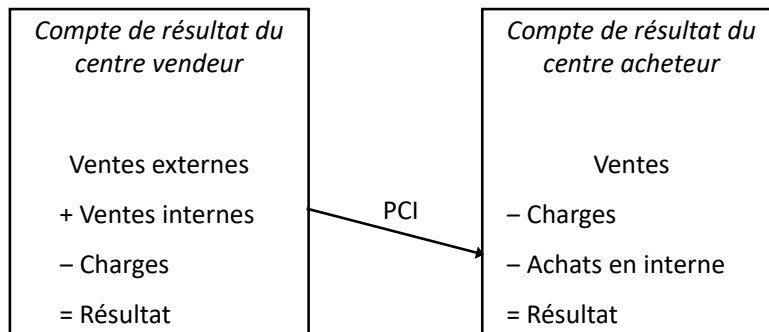 Compte de résultat du
centre vendeur
Ventes externes
+ Ventes internes
– Charges
= Résultat
PCI
Compte de résultat du
centre acheteur
Ventes
– Charges
– Achats en interne
= Résultat